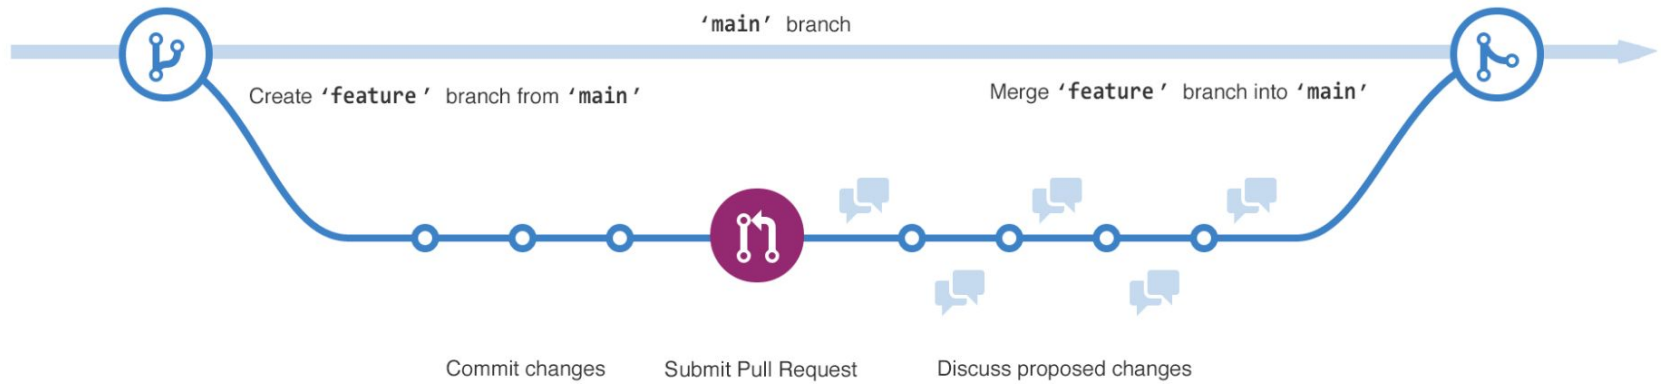 ‘main’ branch
Create ‘feature’ branch from ‘main’
Merge ‘feature’ branch into ‘main’
Commit changes
Submit Pull Request
Discuss proposed changes